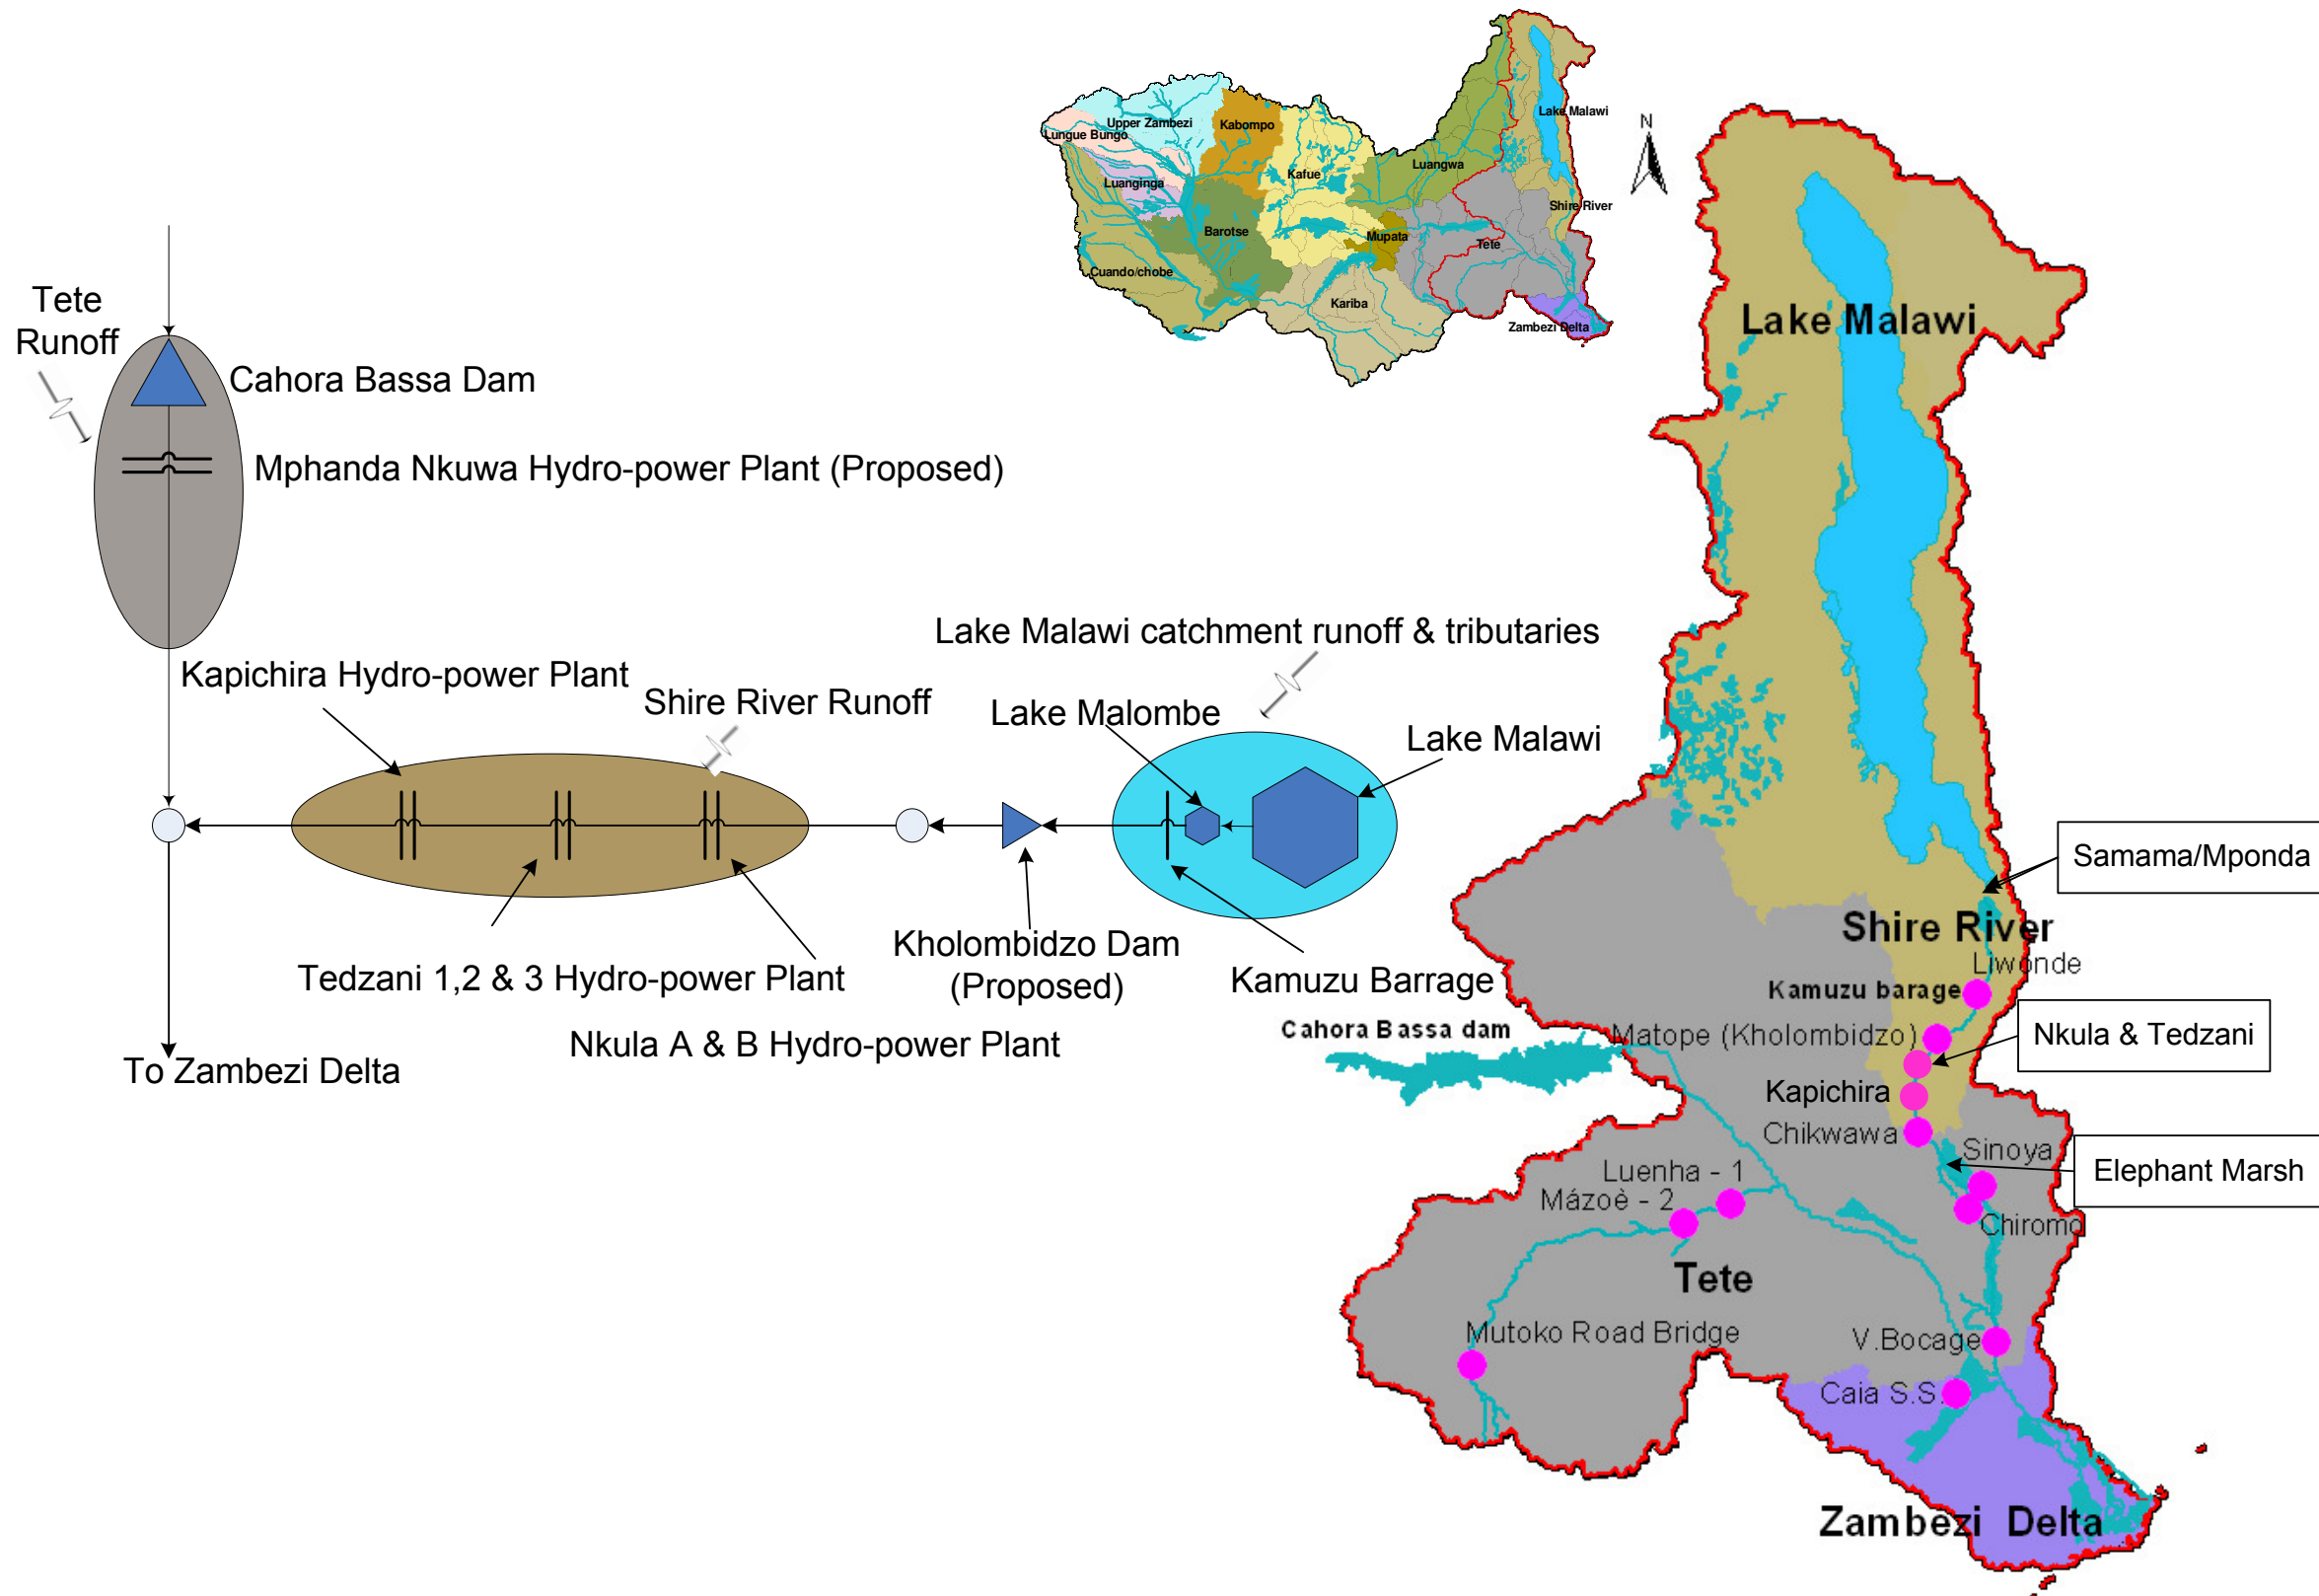 Lake Malawi
Upper Zambezi
Kabompo
Lungue Bungo
Luangwa
Kafue
Luanginga
Shire River
Barotse
Mupata
Tete
Cuando/chobe
Kariba
Zambezi Delta
N
Tete
Runoff
Cahora Bassa Dam
Mphanda Nkuwa Hydro-power Plant (Proposed)
Kapichira Hydro-power Plant
Shire River Runoff
Lake Malawi catchment runoff & tributaries
Lake Malombe
Lake Malawi
Kholombidzo Dam
(Proposed)
Kamuzu Barrage
Tedzani 1,2 & 3 Hydro-power Plant
Nkula A & B Hydro-power Plant
To Zambezi Delta
Lake Malawi
Samama/Mponda
Shire River
Liwonde
Kamuzu barage
Cahora Bassa dam
Matope (Kholombidzo)
Nkula & Tedzani
Kapichira
Chikwawa
Sinoya
Elephant Marsh
Luenha - 1
Mázoè - 2
Chiromo
Tete
Mutoko Road Bridge
V.Bocage
Caia S.S.
Zambezi Delta